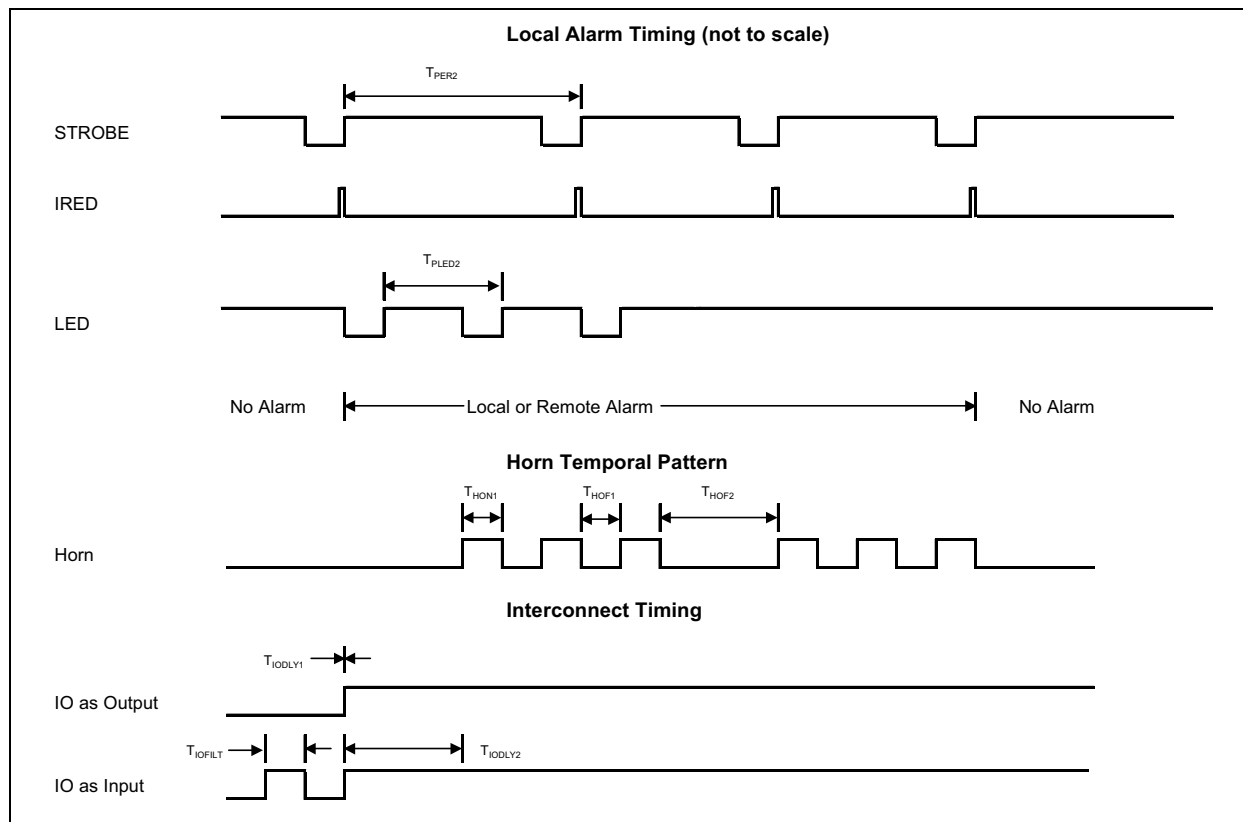 Local Alarm Timing (not to scale)
TPER2
STROBE
IRED
TPLED2
LED
No Alarm Local or Remote Alarm No Alarm
Horn Temporal Pattern
THON1 THOF1 THOF2
Horn
Interconnect Timing
TIODLY1
IO as Output
TIOFILT TIODLY2
IO as Input